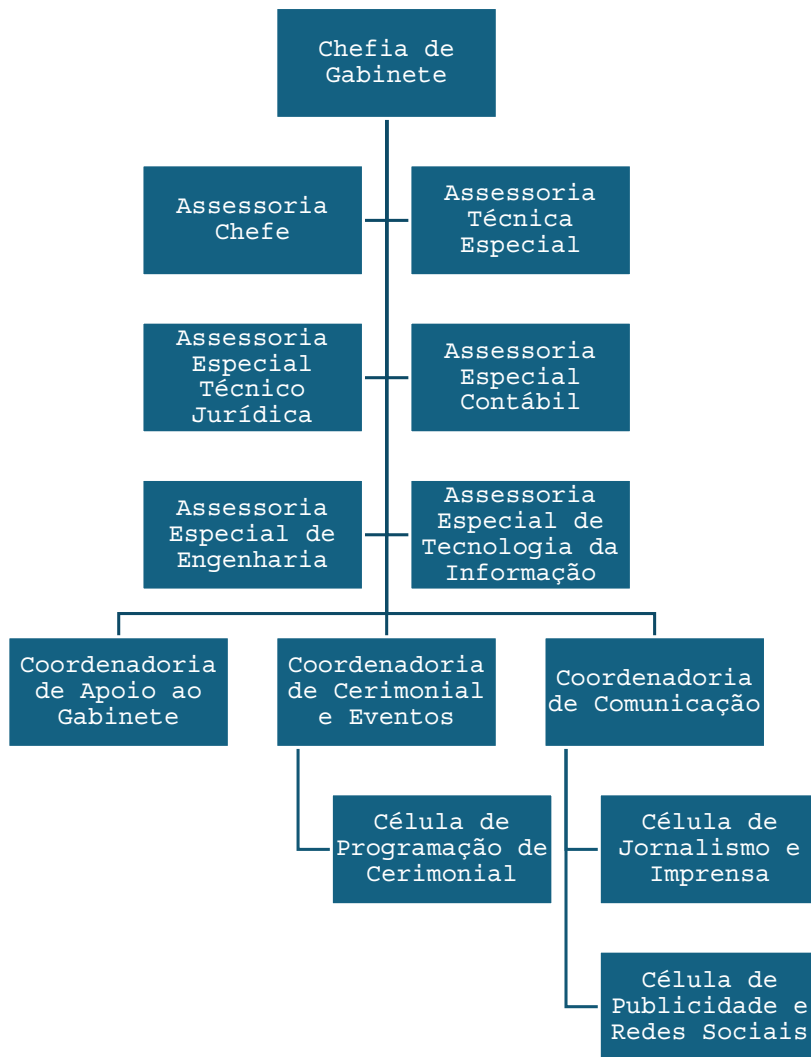 Chefia de
Gabinete
Assessoria
Chefe
Assessoria
Técnica
Especial
Assessoria
Especial
Técnico
Jurídica
Assessoria
Especial
Contábil
Assessoria
Especial de
Engenharia
Assessoria
Especial de
Tecnologia da
Informação
Coordenadoria
de Apoio ao
Gabinete
Coordenadoria
de Cerimonial
e Eventos
Coordenadoria
de Comunicação
Célula de
Programação de
Cerimonial
Célula de
Jornalismo e
Imprensa
Célula de
Publicidade e
Redes Sociais